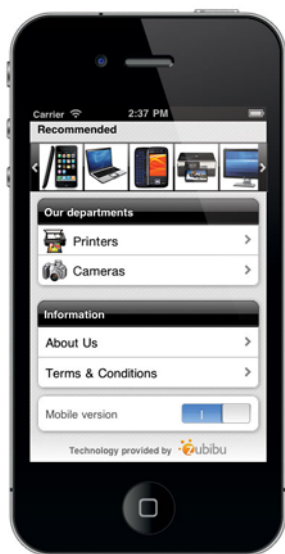 Carrier 2:37 PM
Recommended
Our departments
Printers
Cameras
Information
About Us
Terms & Conditions
Mobile version
Technology provided by Zubibu